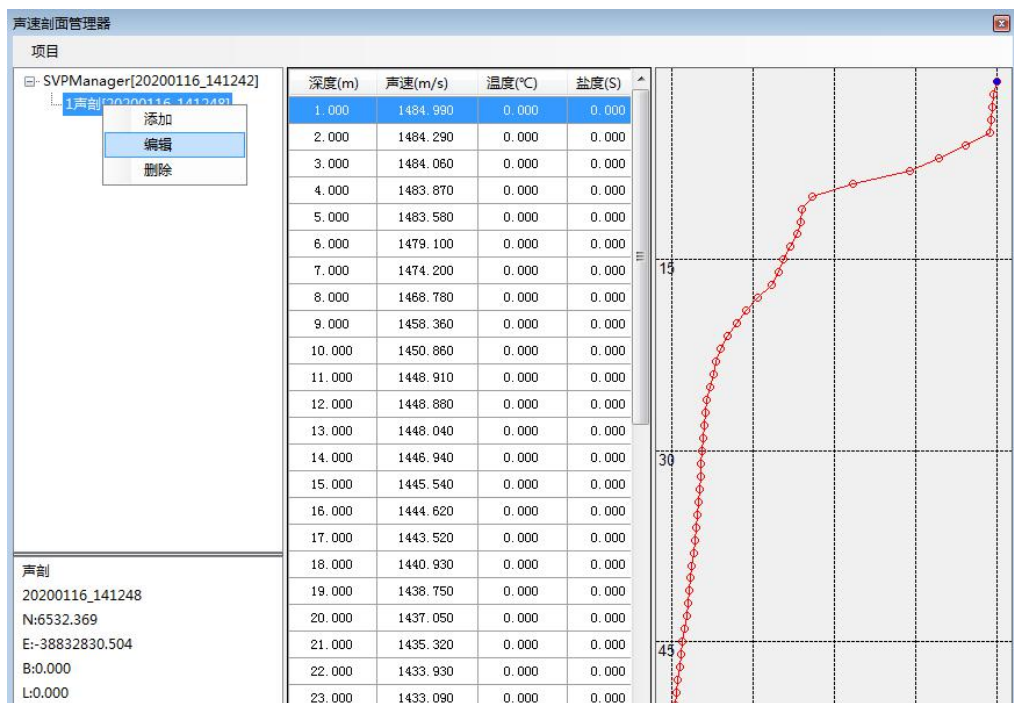 声速剖面管理器
项目
SVPManager[20200116_141242]
1声剖[20200116_141248]
添加
编辑
删除
深度(m) 声速(m/s) 温度(℃) 盐度(S)
1.000 1484.990 0.000 0.000
2.000 1484.290 0.000 0.000
3.000 1484.060 0.000 0.000
4.000 1483.870 0.000 0.000
5.000 1483.580 0.000 0.000
6.000 1479.100 0.000 0.000
7.000 1474.200 0.000 0.000
8.000 1468.780 0.000 0.000
9.000 1458.360 0.000 0.000
10.000 1450.860 0.000 0.000
11.000 1448.910 0.000 0.000
12.000 1448.880 0.000 0.000
13.000 1448.040 0.000 0.000
14.000 1446.940 0.000 0.000
15.000 1445.540 0.000 0.000
16.000 1444.620 0.000 0.000
17.000 1443.520 0.000 0.000
18.000 1440.930 0.000 0.000
19.000 1438.750 0.000 0.000
20.000 1437.050 0.000 0.000
21.000 1435.320 0.000 0.000
22.000 1433.930 0.000 0.000
23.000 1433.090 0.000 0.000
15
30
45
声剖
20200116_141248
N:6532.369
E:-38832830.504
B:0.000
L:0.000